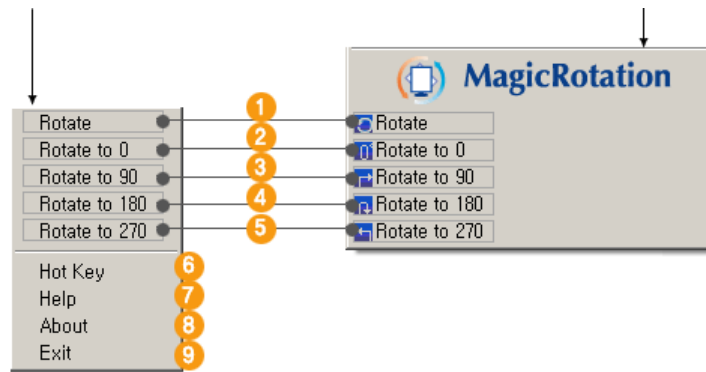 MagicRotation
Rotate 1 Rotate
Rotate to 0 2 Rotate to 0
Rotate to 90 3 Rotate to 90
Rotate to 180 4 Rotate to 180
Rotate to 270 5 Rotate to 270
Hot Key 6
Help 7
About 8
Exit 9